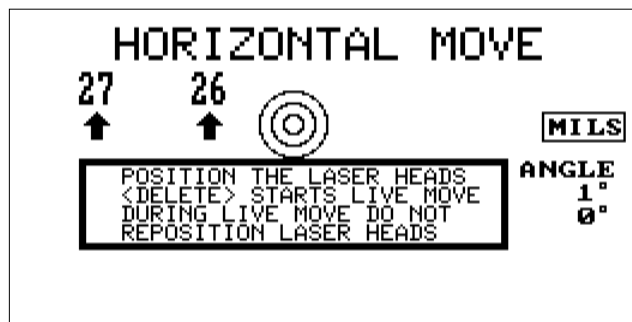 HORIZONTAL MOVE
27 26
MILS
POSITION THE LASER HEADS
<DELETE> STARTS LIVE MOVE
DURING LIVE MOVE DO NOT
REPOSITION LASER HEADS
ANGLE
1°
0°